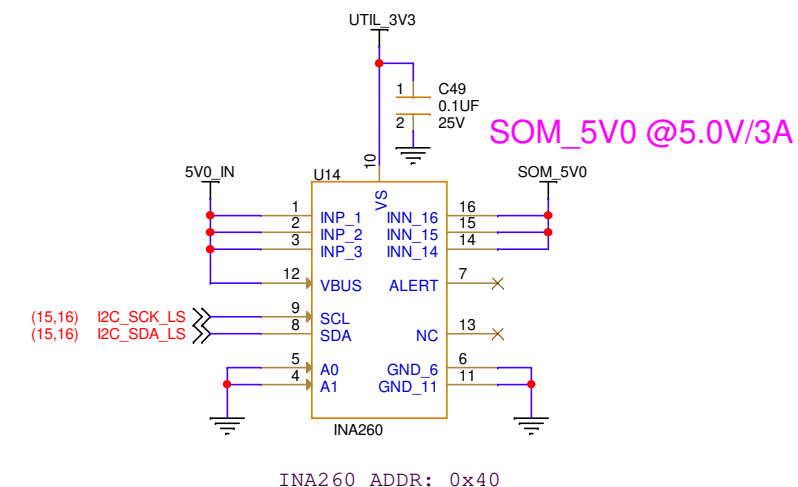 UTIL_3V3
1 C49
0.1UF
2 25V
SOM_5V0 @5.0V/3A
10
5V0_IN
U14
SOM_5V0
VS
1 INP_1 INN_16 16
2 INP_2 INN_15 15
3 INP_3 INN_14 14
12 VBUS ALERT 7
(15,16) I2C_SCK_LS 9 SCL
(15,16) I2C_SDA_LS 8 SDA NC 13
5 A0 GND_6 6
4 A1 GND_11 11
INA260
INA260 ADDR: 0x40